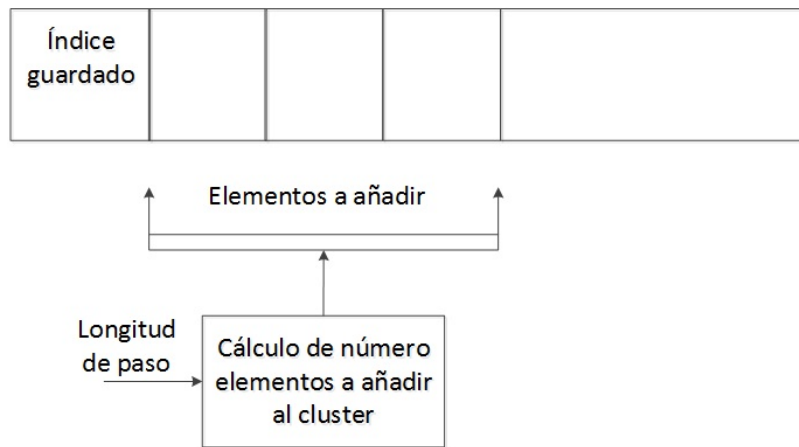 Índice
guardado
Elementos a añadir
Longitud
de paso
Cálculo de número
elementos a añadir
al cluster